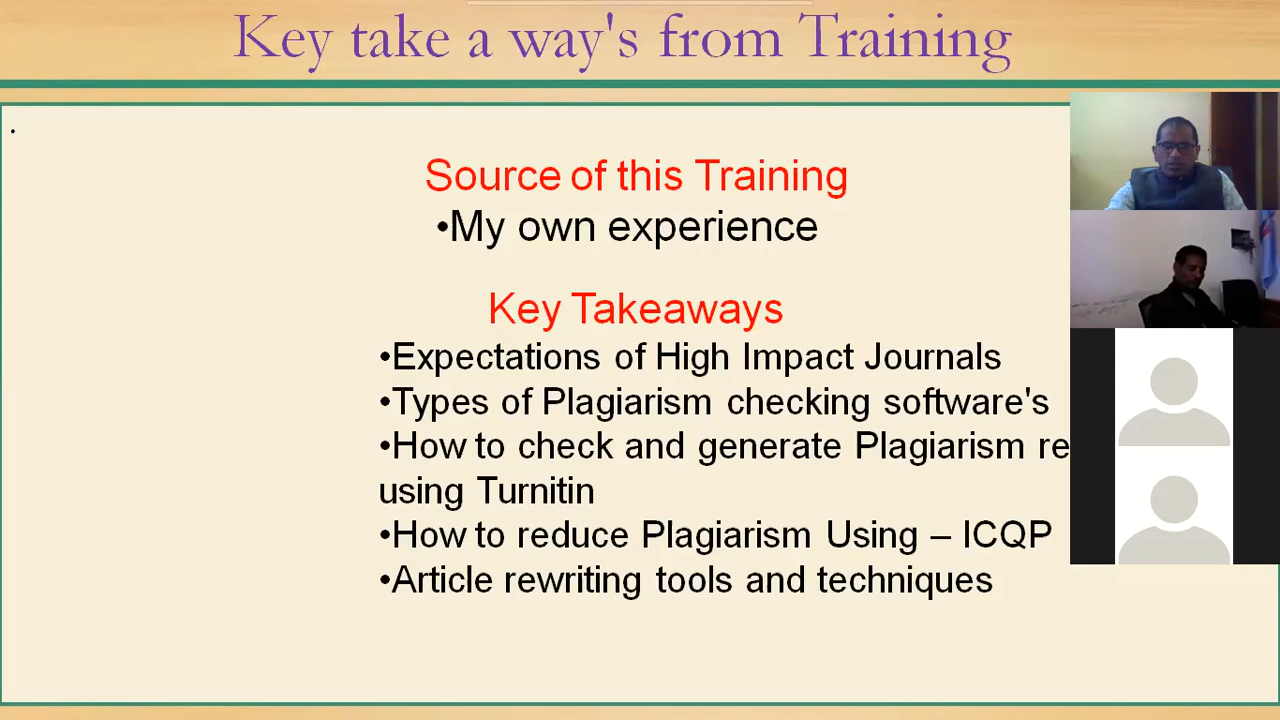 Key take a way's from Training
.
Source of this Training
•My own experience
Key Takeaways
•Expectations of High Impact Journals
•Types of Plagiarism checking software's
•How to check and generate Plagiarism re
using Turnitin
•How to reduce Plagiarism Using – ICQP
•Article rewriting tools and techniques